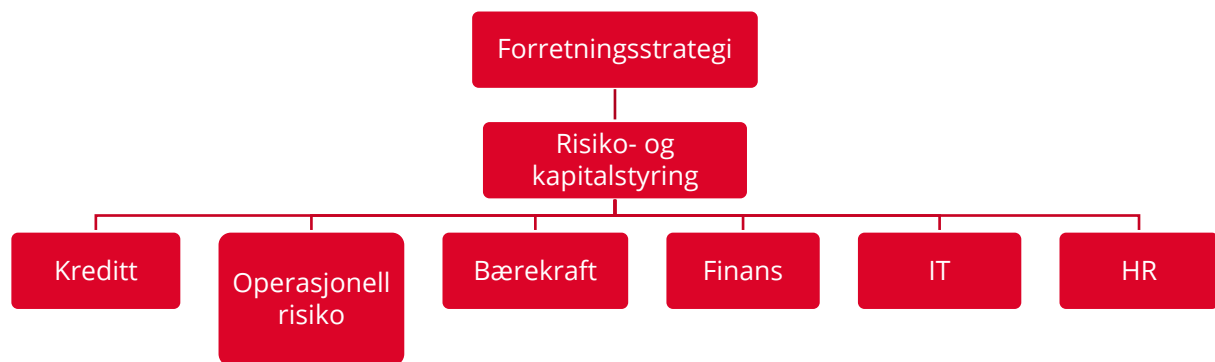 Forretningsstrategi
Risiko- og
kapitalstyring
Kreditt
Operasjonell
risiko
Bærekraft
Finans
IT
HR